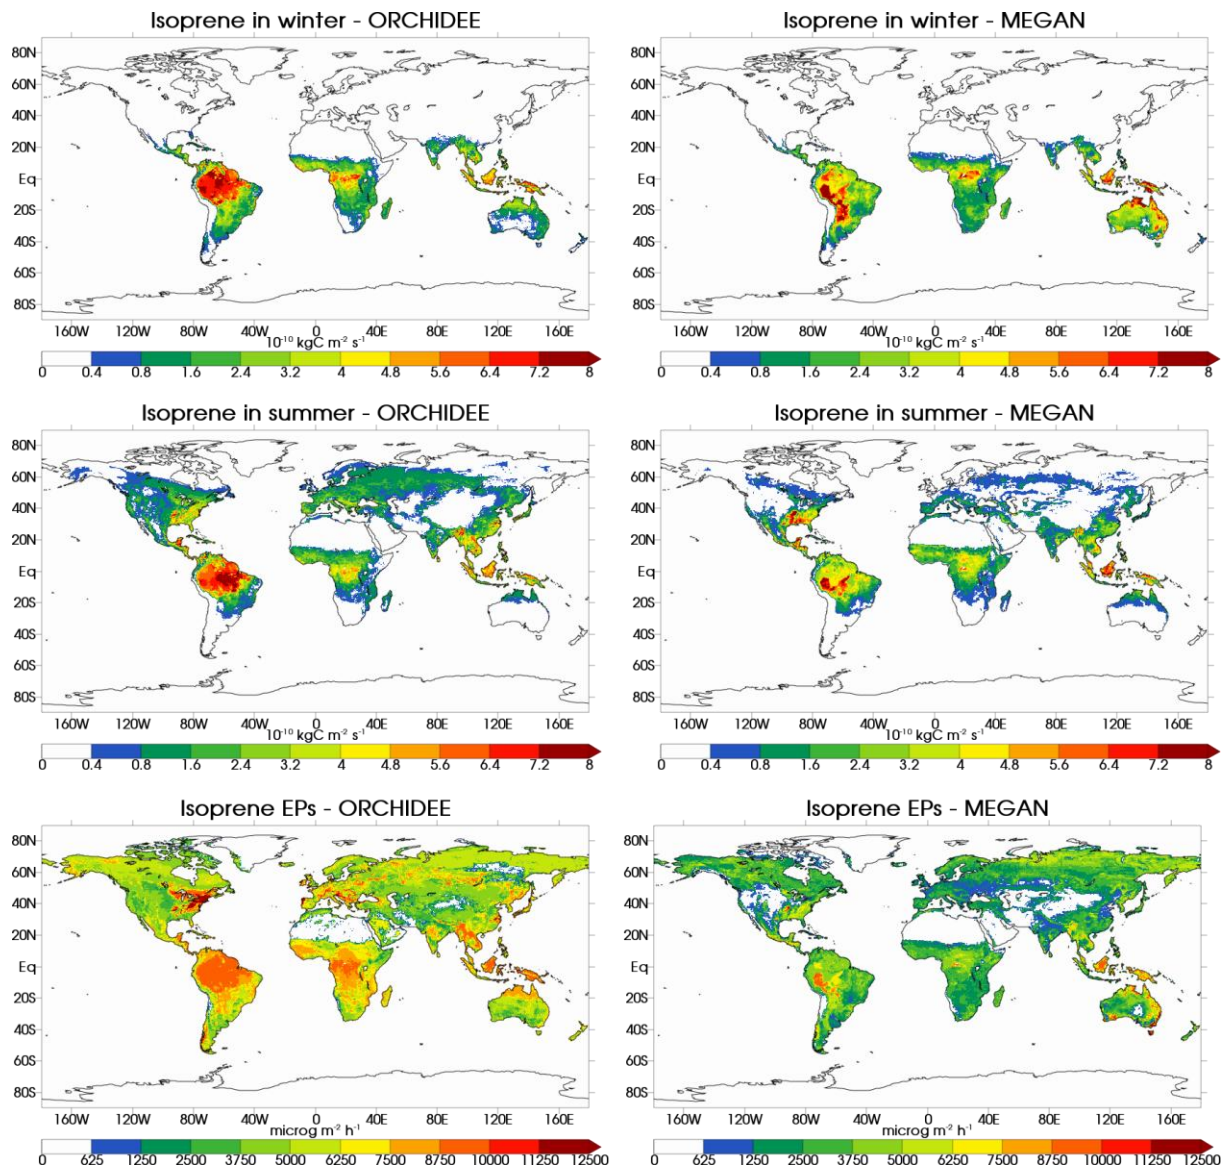 Isoprene in winter - ORCHIDEE
80N
60N
40N
20N
Eq
20S
40S
60S
80S
160W 120W 80W 40W 0 40E 80E 120E 160E
10⁻¹⁰ kgC m⁻² s⁻¹
0 0.4 0.8 1.6 2.4 3.2 4 4.8 5.6 6.4 7.2 8
Isoprene in winter - MEGAN
80N
60N
40N
20N
Eq
20S
40S
60S
80S
160W 120W 80W 40W 0 40E 80E 120E 160E
10⁻¹⁰ kgC m⁻² s⁻¹
0 0.4 0.8 1.6 2.4 3.2 4 4.8 5.6 6.4 7.2 8
Isoprene in summer - ORCHIDEE
80N
60N
40N
20N
Eq
20S
40S
60S
80S
160W 120W 80W 40W 0 40E 80E 120E 160E
10⁻¹⁰ kgC m⁻² s⁻¹
0 0.4 0.8 1.6 2.4 3.2 4 4.8 5.6 6.4 7.2 8
Isoprene in summer - MEGAN
80N
60N
40N
20N
Eq
20S
40S
60S
80S
160W 120W 80W 40W 0 40E 80E 120E 160E
10⁻¹⁰ kgC m⁻² s⁻¹
0 0.4 0.8 1.6 2.4 3.2 4 4.8 5.6 6.4 7.2 8
Isoprene EPs - ORCHIDEE
80N
60N
40N
20N
Eq
20S
40S
60S
80S
160W 120W 80W 40W 0 40E 80E 120E 160E
microg m⁻² h⁻¹
0 625 1250 2500 3750 5000 6250 7500 8750 10000 11250 12500
Isoprene EPs - MEGAN
80N
60N
40N
20N
Eq
20S
40S
60S
80S
160W 120W 80W 40W 0 40E 80E 120E 160E
microg m⁻² h⁻¹
0 625 1250 2500 3750 5000 6250 7500 8750 10000 11250 12500